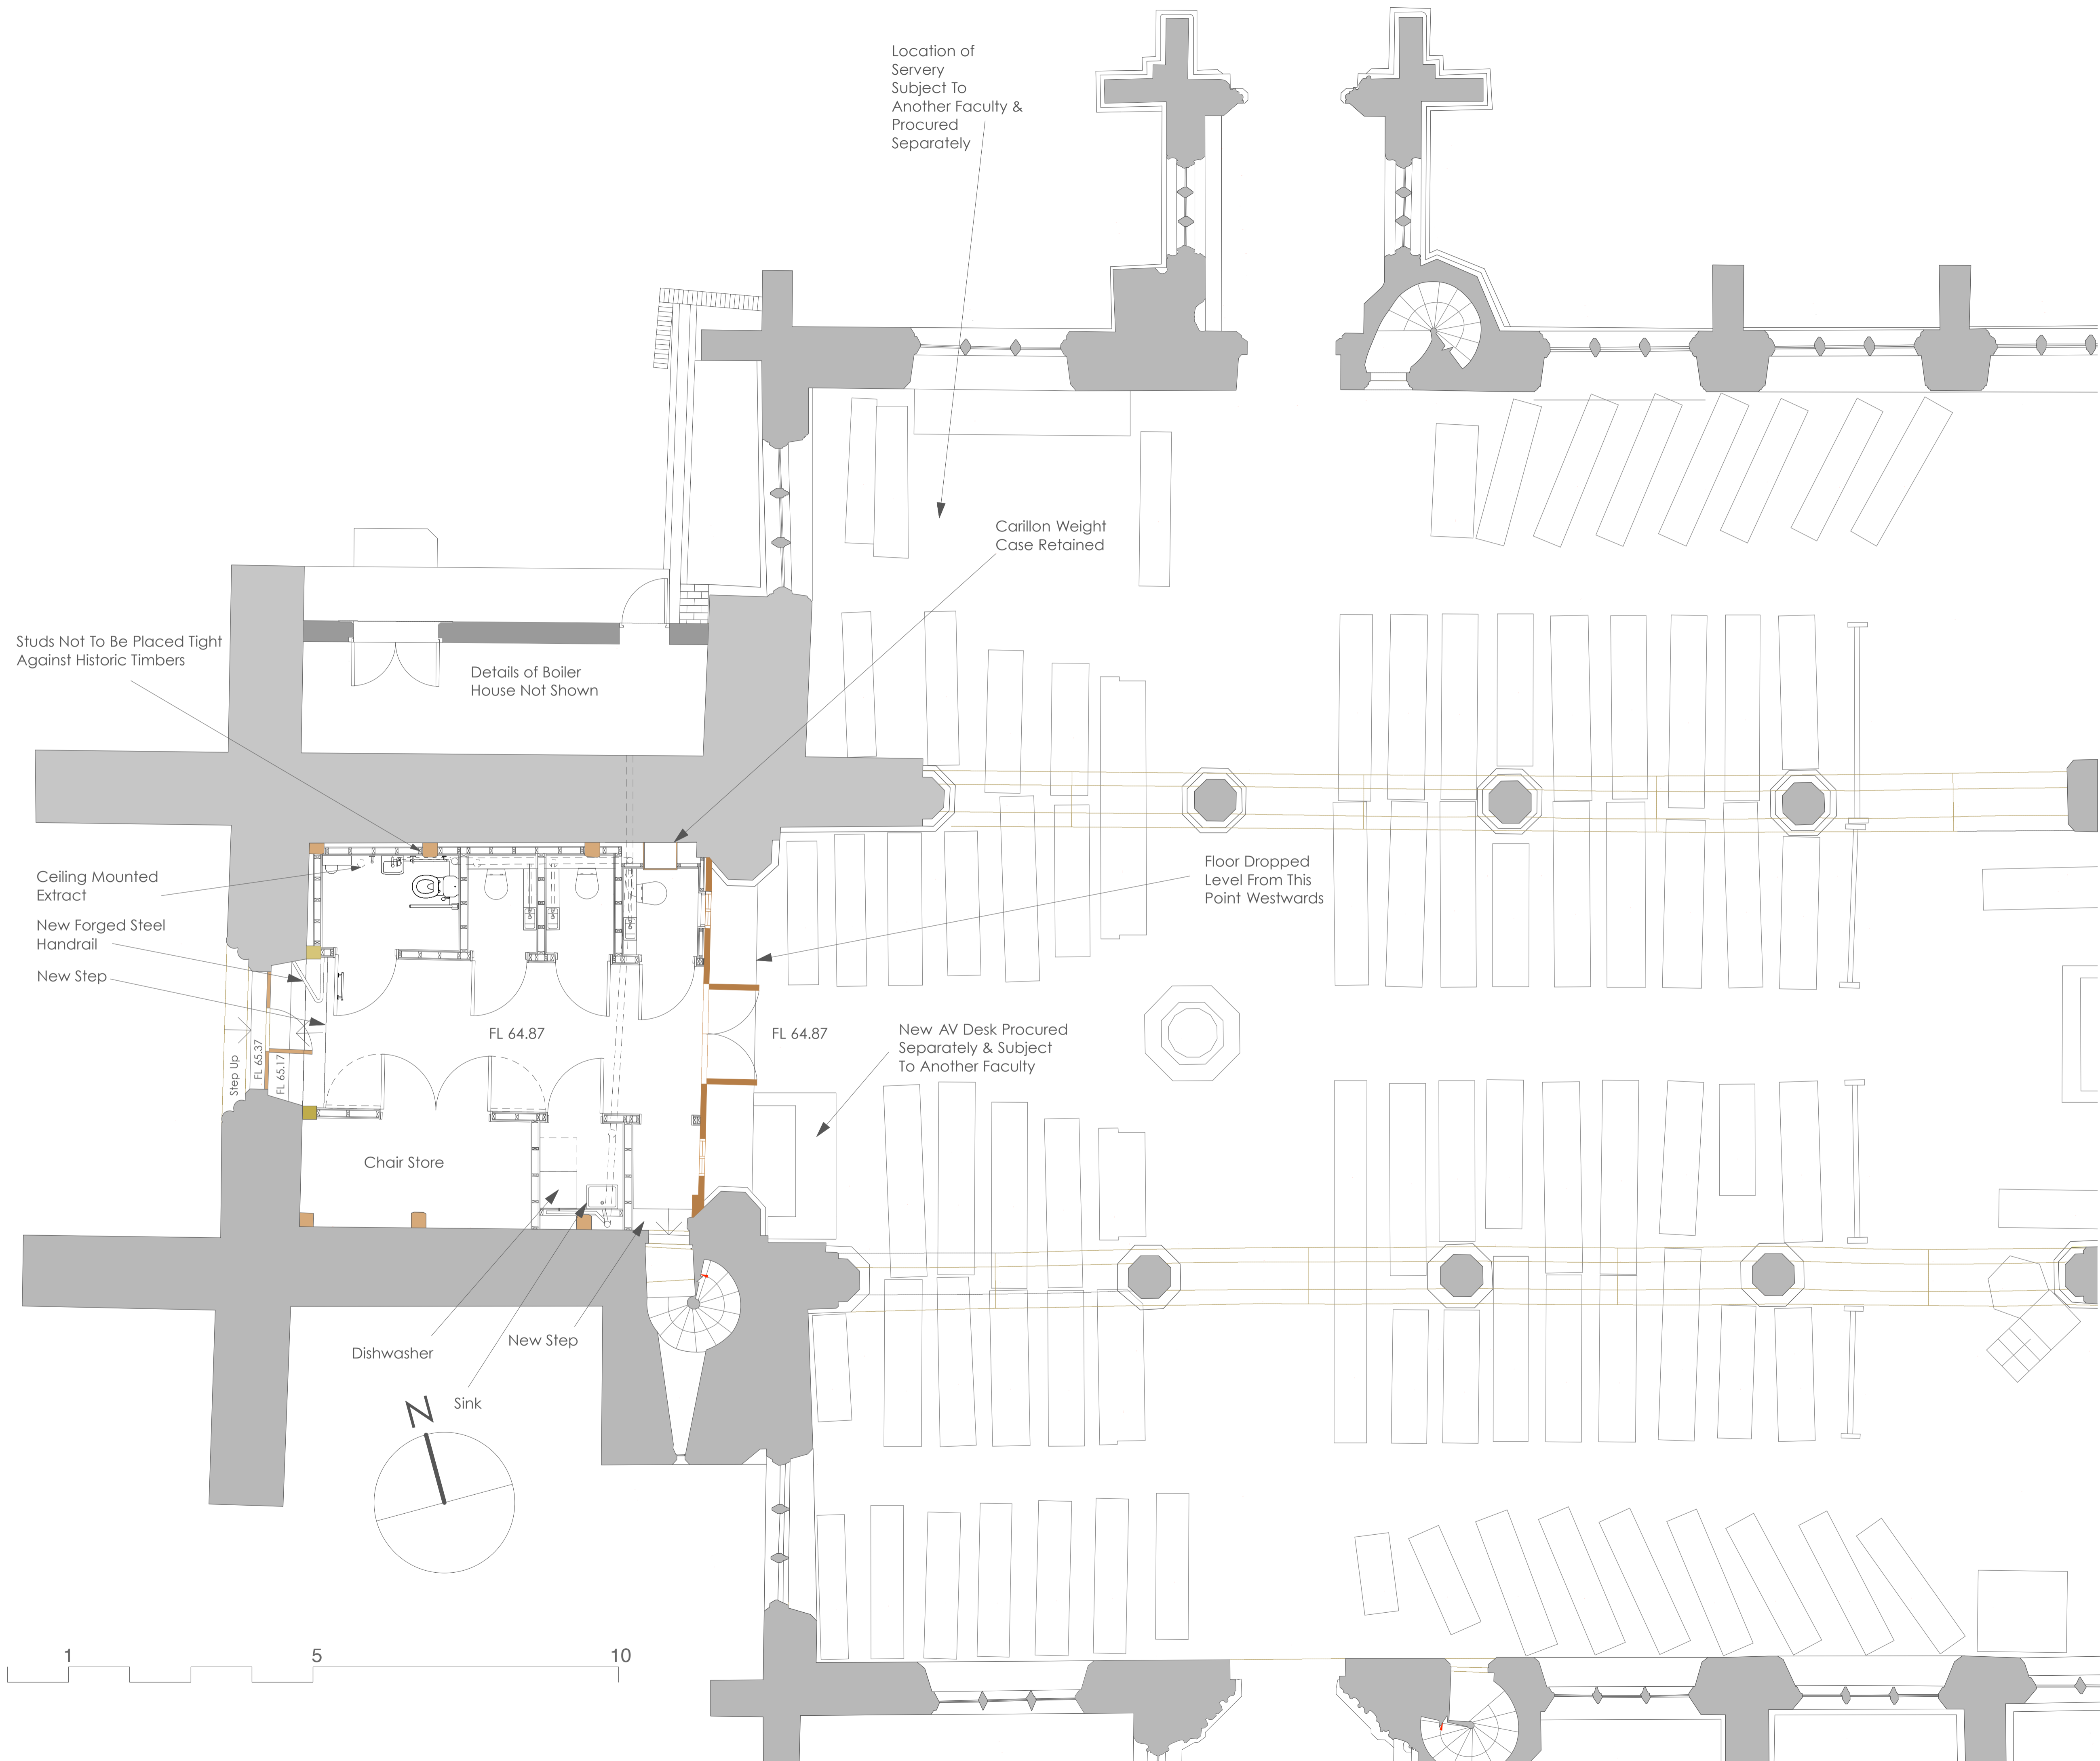 Location of
Servery
Subject To
Another Faculty &
Procured
Separately
Carillon Weight
Case Retained
Studs Not To Be Placed Tight
Against Historic Timbers
Details of Boiler
House Not Shown
Ceiling Mounted
Extract
New Forged Steel
Handrail
New Step
Floor Dropped
Level From This
Point Westwards
FL 64.87
FL 64.87
New AV Desk Procured
Separately & Subject
To Another Faculty
Step Up
FL 65.37
FL 65.17
Chair Store
New Step
Dishwasher
Sink
N
1
5
10